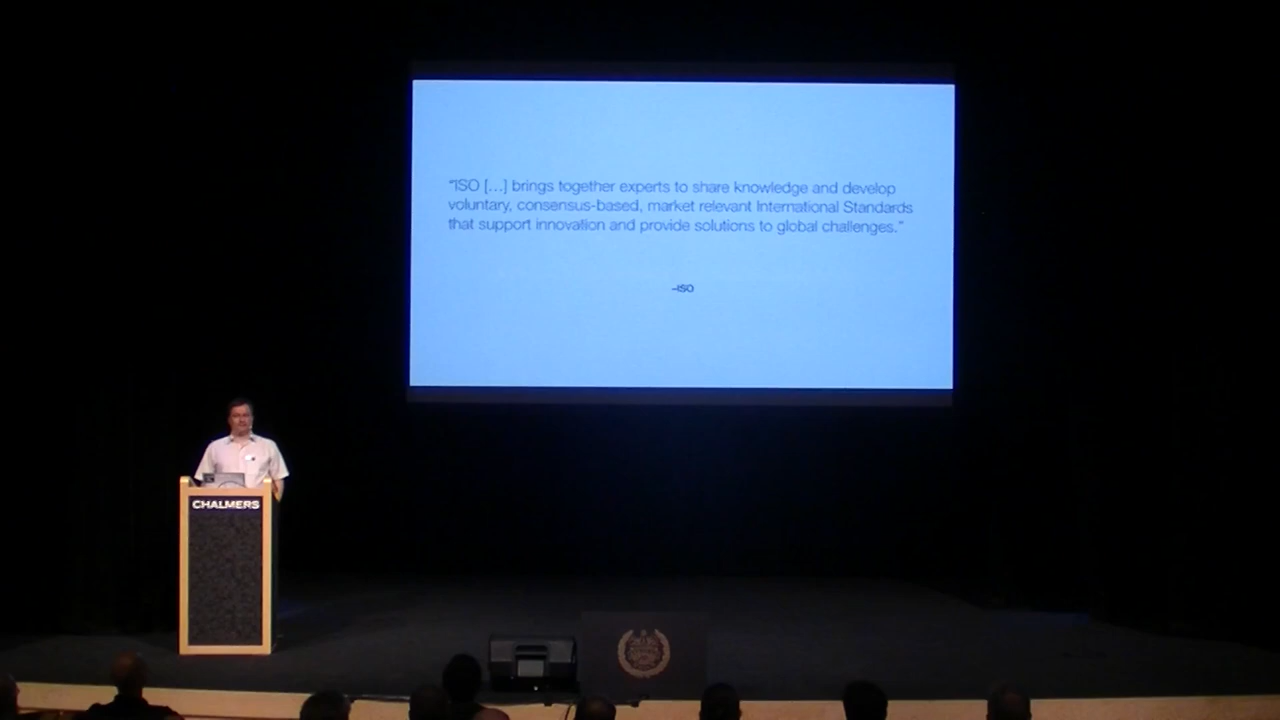 “ISO […] brings together experts to share knowledge and develop
voluntary, consensus-based, market relevant International Standards
that support innovation and provide solutions to global challenges.”
–ISO
CHALMERS